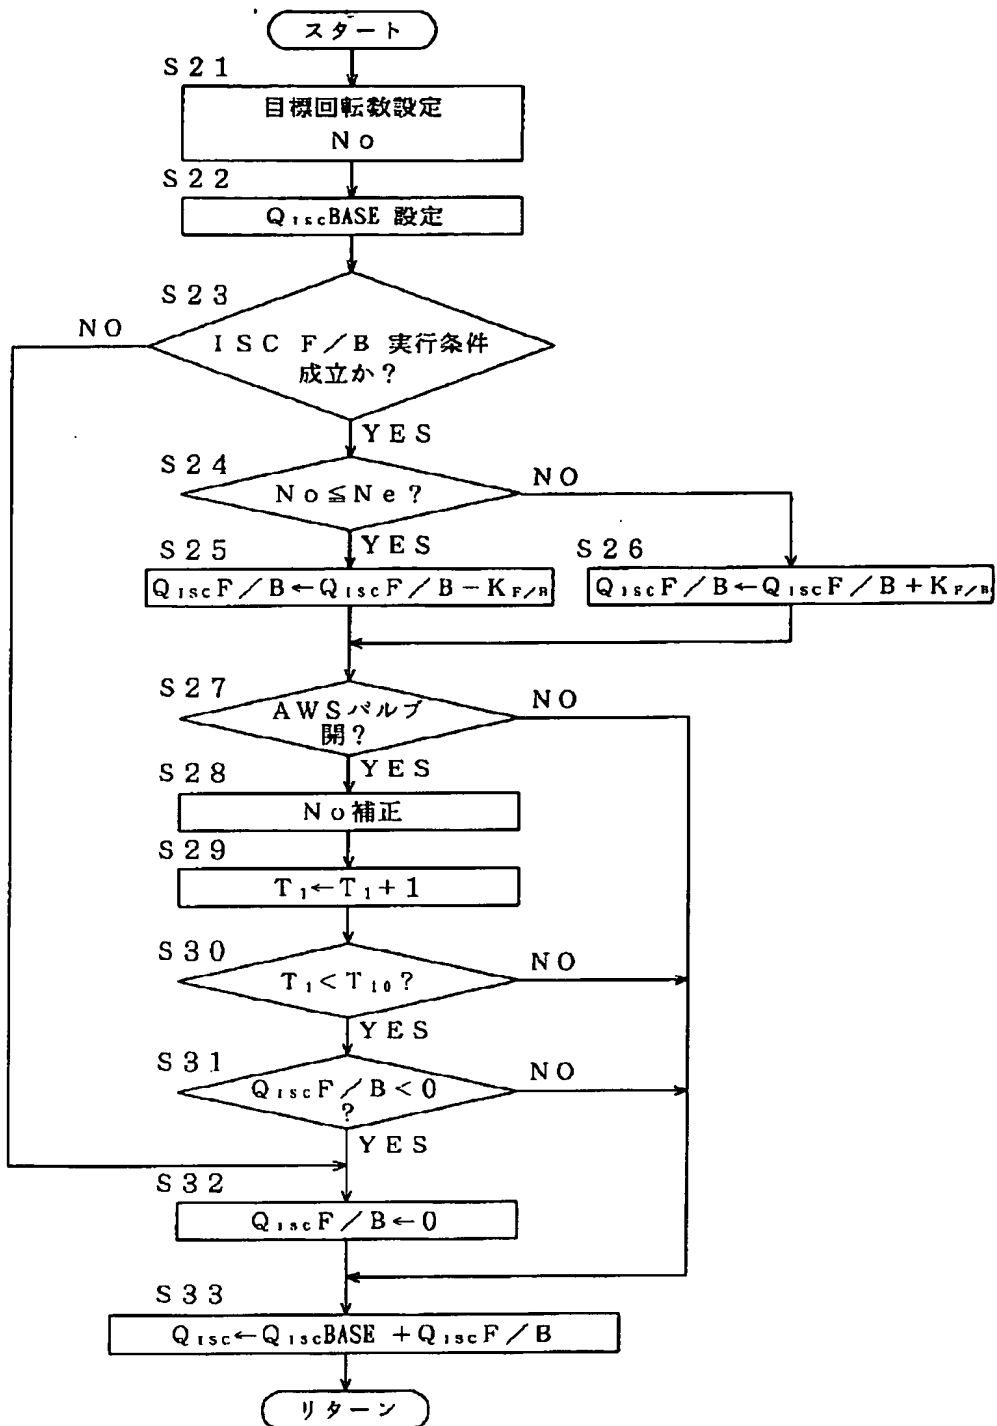 スタート
S21
目標回転数設定
No
S22
QISCBASE 設定
S23
NO
ISC F/B 実行条件
成立か?
YES
S24
NO
No≦Ne?
YES
S25
S26
QISCF/B←QISCF/B-KF/B
QISCF/B←QISCF/B+KF/B
S27
NO
AWSバルブ
開?
YES
S28
No補正
S29
T1←T1+1
S30
NO
T1<T10?
YES
S31
NO
QISCF/B<0
?
YES
S32
QISCF/B←0
S33
QISC←QISCBASE+QISCF/B
リターン